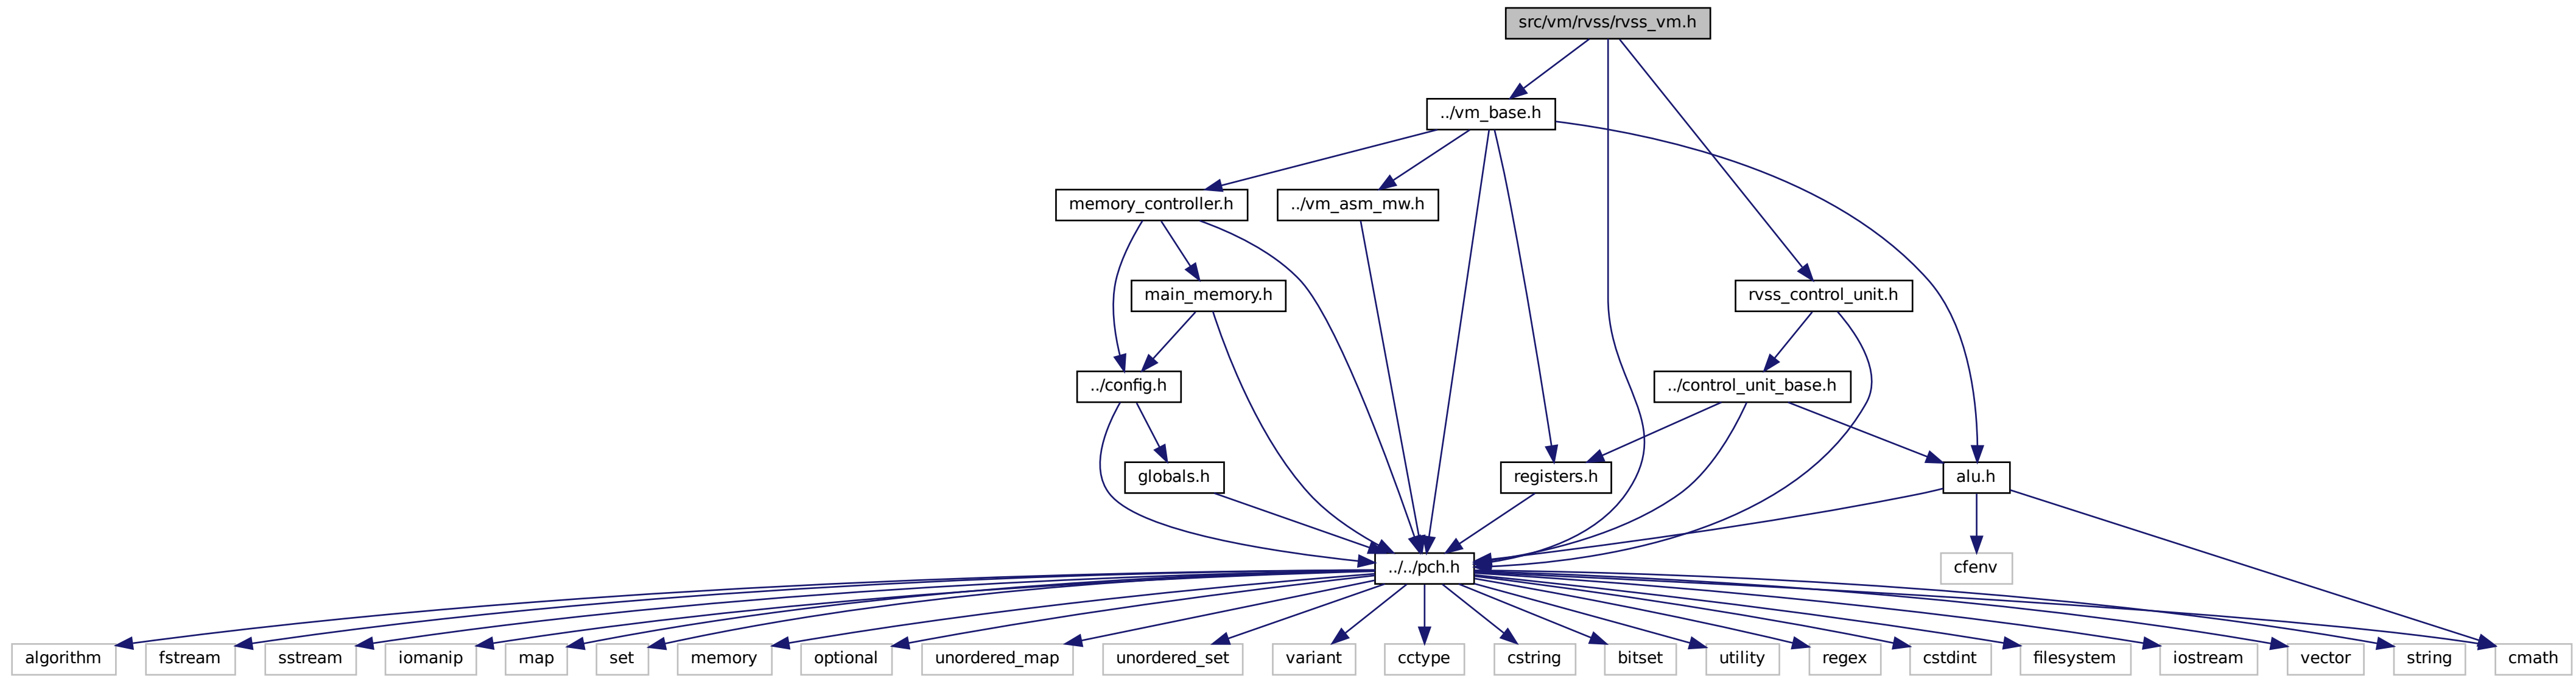 src/vm/rvss/rvss_vm.h
../vm_base.h
memory_controller.h
../vm_asm_mw.h
main_memory.h
rvss_control_unit.h
../config.h
../control_unit_base.h
globals.h
registers.h
alu.h
../../pch.h
cfenv
algorithm
fstream
sstream
iomanip
map
set
memory
optional
unordered_map
unordered_set
variant
cctype
cstring
bitset
utility
regex
cstdint
filesystem
iostream
vector
string
cmath